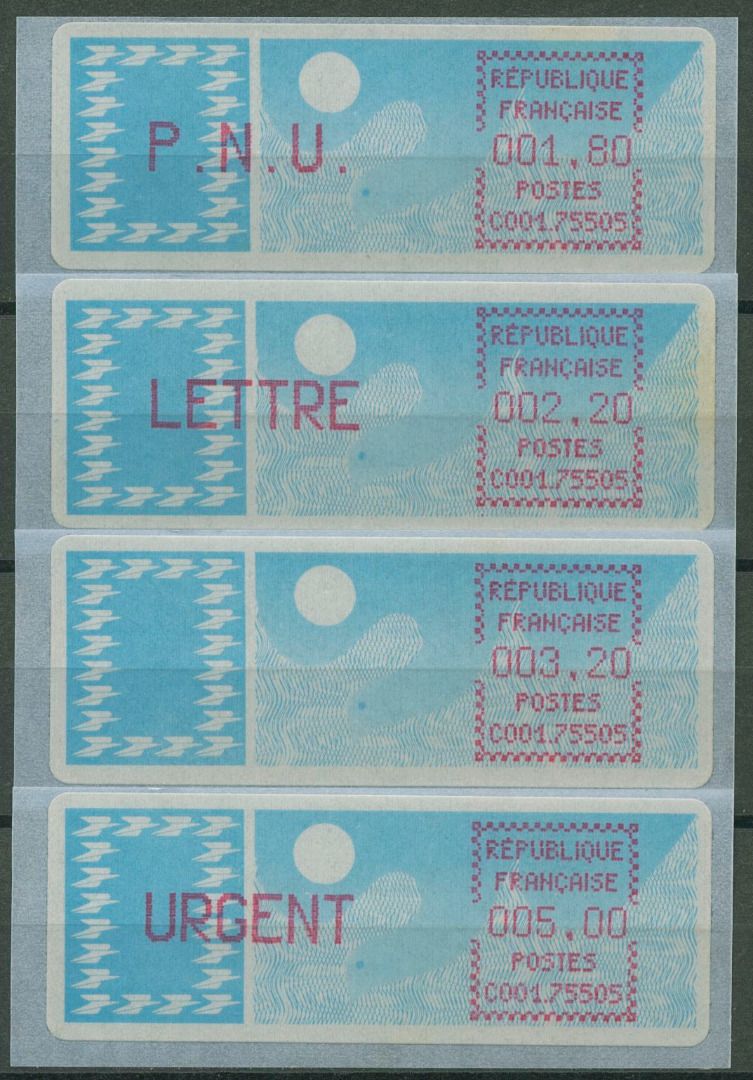 P.N.U.
RÉPUBLIQUE
FRANÇAISE
001,80
POSTES
C001.75505
LETTRE
RÉPUBLIQUE
FRANÇAISE
002,20
POSTES
C001.75505
RÉPUBLIQUE
FRANÇAISE
003,20
POSTES
C001.75505
URGENT
RÉPUBLIQUE
FRANÇAISE
005,00
POSTES
C001.75505